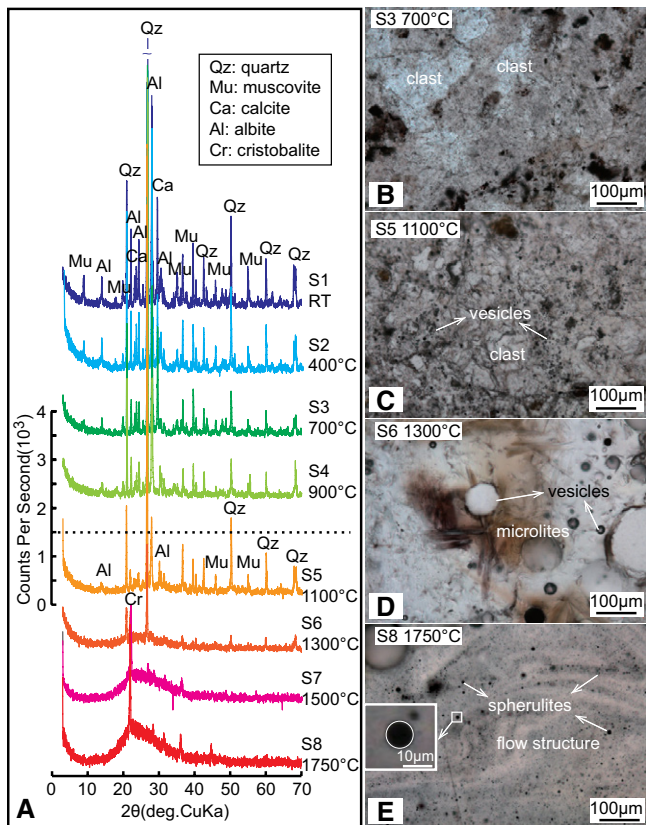 A
Qz: quartz
Mu: muscovite
Ca: calcite
Al: albite
Cr: cristobalite
Qz
Al
Qz
Ca
Al
Al
Ca
Mu
Al
Mu
Al
Mu
Mu
Qz
Mu
Qz
Mu
Qz
Qz
S1
RT
S2
400°C
S3
700°C
S4
900°C
Al
Al
Mu
Qz
Mu
Qz
Qz
S5
1100°C
Cr
S6
1300°C
S7
1500°C
S8
1750°C
Counts Per Second(10³)
4
3
2
1
0
0 10 20 30 40 50 60 70
2θ(deg.CuKa)
S3 700°C
clast
clast
B
100μm
S5 1100°C
vesicles
clast
C
100μm
S6 1300°C
vesicles
microlites
D
100μm
S8 1750°C
spherulites
flow structure
10μm
E
100μm